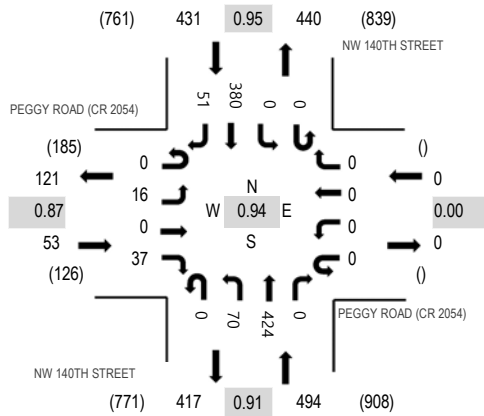 (761) 431 0.95 440 (839)
NW 140TH STREET
51 380 0 0
PEGGY ROAD (CR 2054)
(185) ()
121 0 0 0
16 0
N
0.87 W 0.94 E 0.00
0 0
S
53 37 0 0
(126) ()
0 70 424 0
PEGGY ROAD (CR 2054)
NW 140TH STREET
(771) 417 0.91 494 (908)